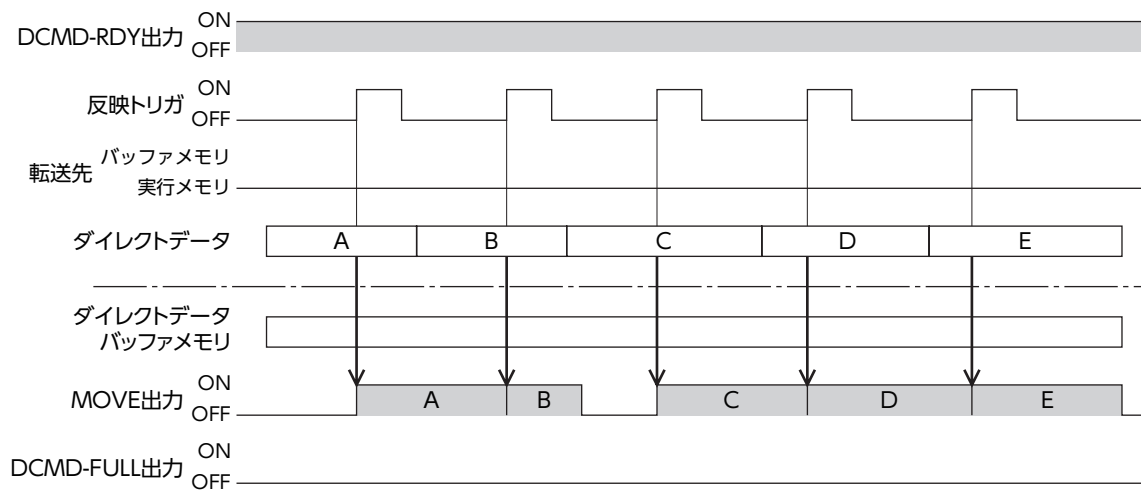 DCMD-RDY出力 ON
OFF
反映トリガ ON
OFF
転送先 バッファメモリ
実行メモリ
ダイレクトデータ A B C D E
ダイレクトデータ
バッファメモリ
MOVE出力 ON
OFF
A B C D E
DCMD-FULL出力 ON
OFF